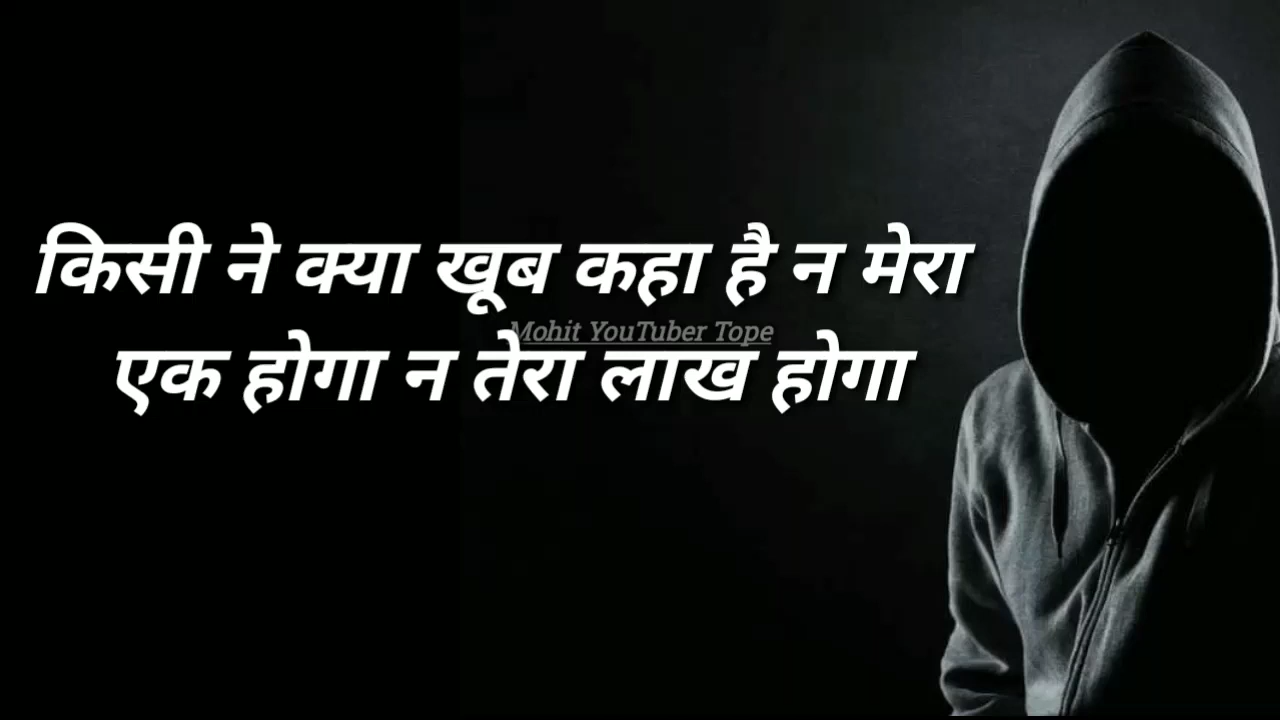 किसी ने क्या खूब कहा है न मेरा
Mohit YouTuber Tope
एक होगा न तेरा लाख होगा